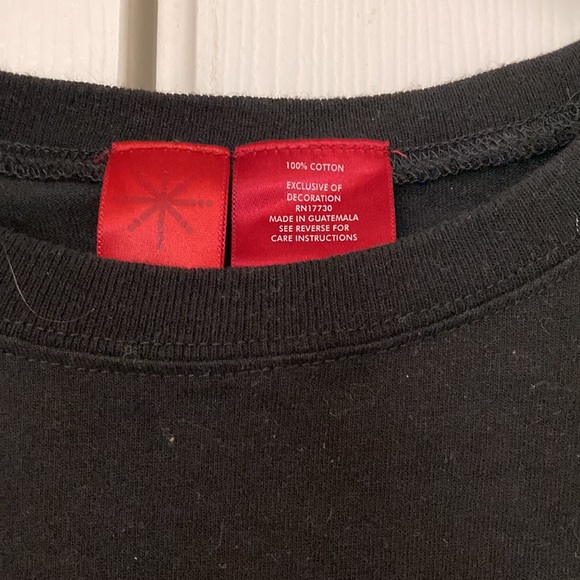 100% COTTON
EXCLUSIVE OF
DECORATION
RN17730
MADE IN GUATEMALA
SEE REVERSE FOR
CARE INSTRUCTIONS